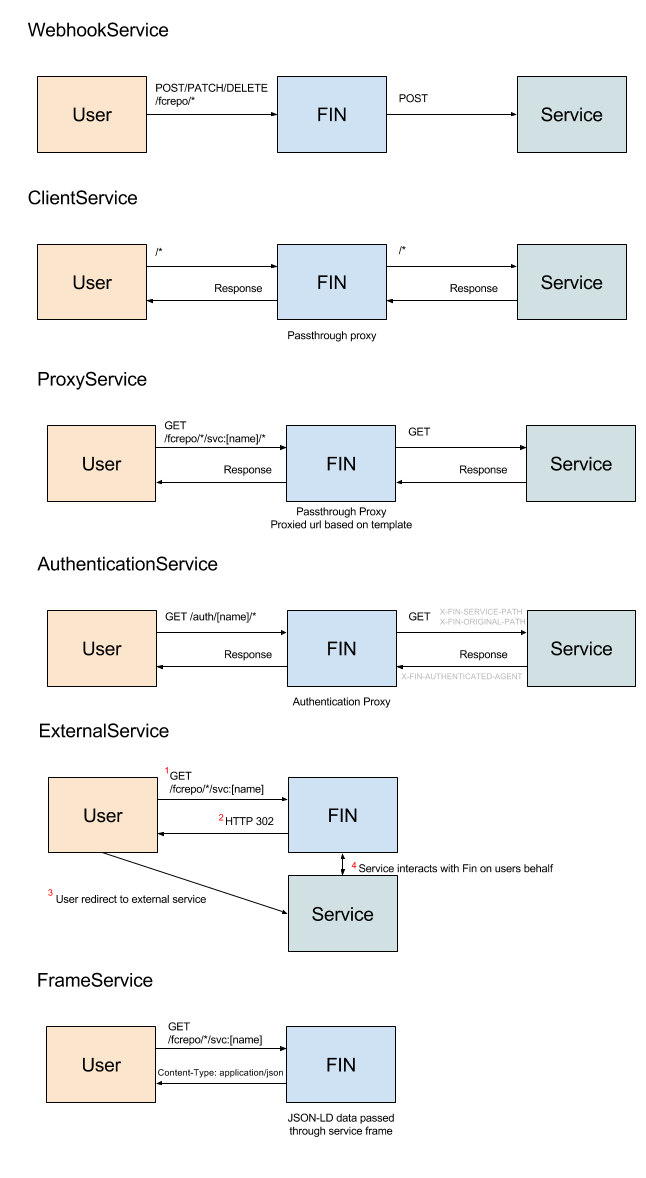 WebhookService
User
POST/PATCH/DELETE
/fcrepo/*
FIN
POST
Service
ClientService
User
/*
Response
FIN
/*
Response
Service
Passthrough proxy
ProxyService
User
GET
/fcrepo/*/svc:[name]/*
Response
FIN
GET
Response
Service
Passthrough Proxy
Proxied url based on template
AuthenticationService
User
GET /auth/[name]/*
Response
FIN
GET
X-FIN-SERVICE-PATH
X-FIN-ORIGINAL-PATH
Response
X-FIN-AUTHENTICATED-AGENT
Service
Authentication Proxy
ExternalService
User
1 GET
/fcrepo/*/svc:[name]
2 HTTP 302
FIN
4 Service interacts with Fin on users behalf
3 User redirect to external service
Service
FrameService
User
GET
/fcrepo/*/svc:[name]
Content-Type: application/json
FIN
JSON-LD data passed
through service frame